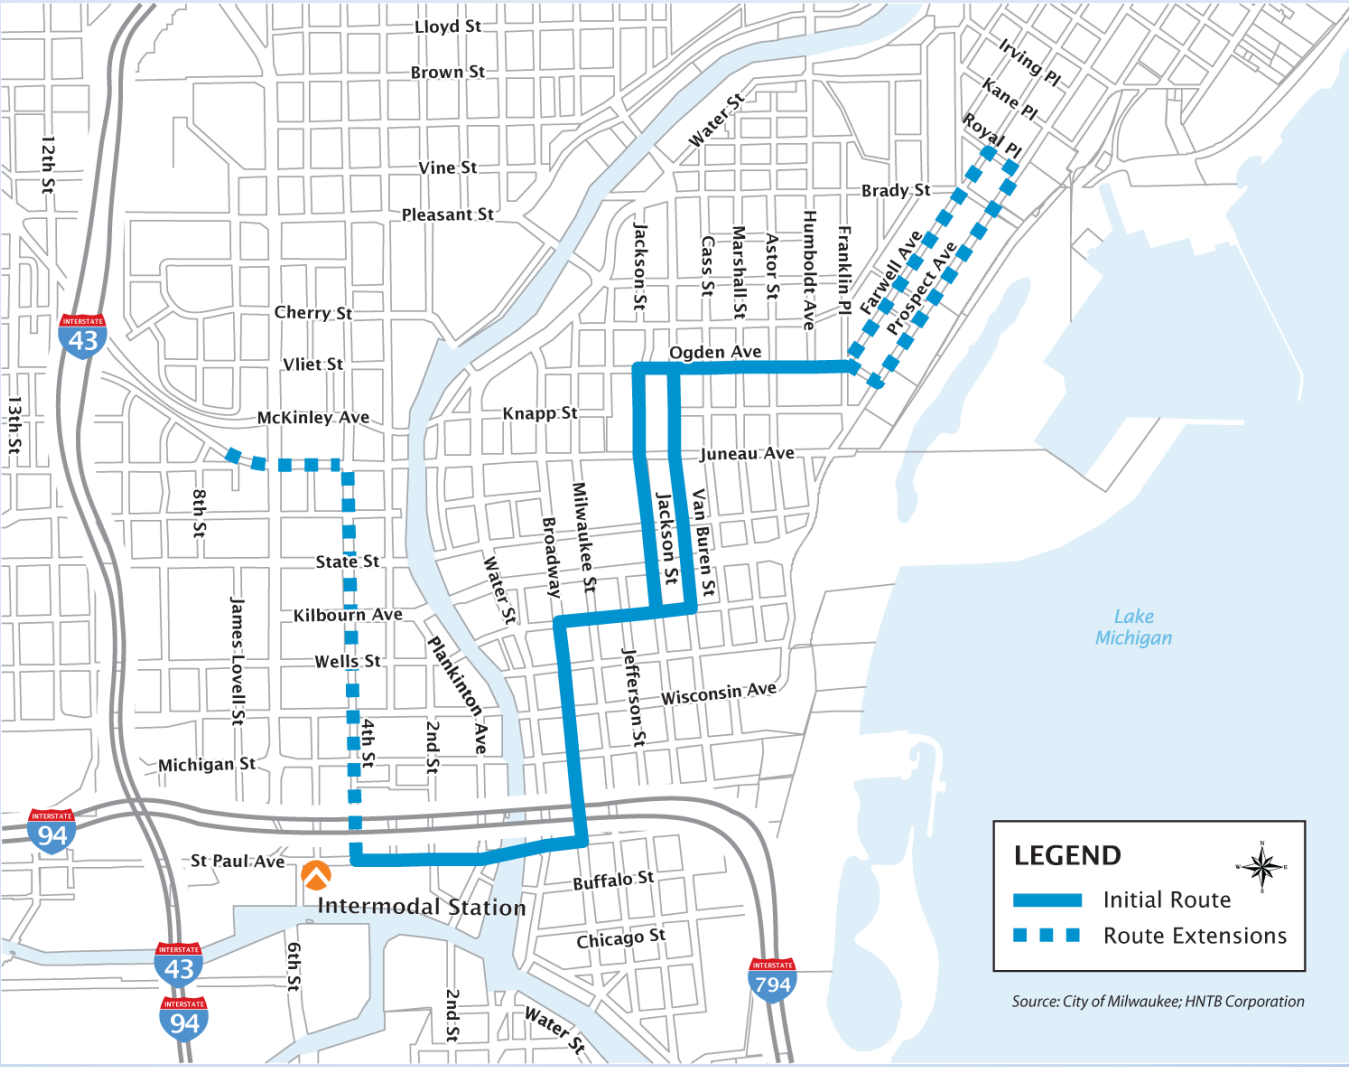 Lloyd St
Brown St
Irving Pl
Kane Pl
Royal Pl
Water St
12th St
Vine St
Brady St
Pleasant St
Jackson St
Cass St
Marshall St
Astor St
Humboldt Ave
Franklin Pl
Farwell Ave
Prospect Ave
Cherry St
INTERSTATE
43
Ogden Ave
Vliet St
13th St
McKinley Ave
Knapp St
Juneau Ave
8th St
Milwaukee St
Broadway
Jackson St
Van Buren St
State St
Water St
Kilbourn Ave
James Lovell St
Lake
Michigan
Wells St
Plankinton Ave
Jefferson St
Wisconsin Ave
4th St
2nd St
Michigan St
INTERSTATE
94
St Paul Ave
Intermodal Station
Buffalo St
Chicago St
INTERSTATE
43
6th St
INTERSTATE
794
INTERSTATE
94
2nd St
Water St
LEGEND
N
W
E
S
Initial Route
Route Extensions
Source: City of Milwaukee; HNTB Corporation